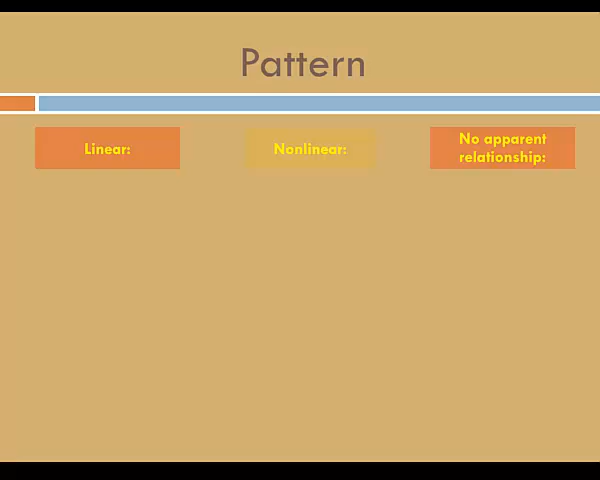 Pattern
Linear:
Nonlinear:
No apparent
relationship: